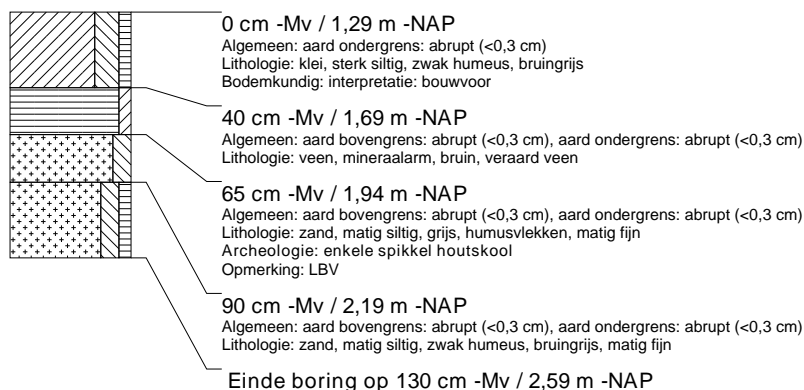 0 cm -Mv / 1,29 m -NAP
Algemeen: aard ondergrens: abrupt (<0,3 cm)
Lithologie: klei, sterk siltig, zwak humeus, bruingrijs
Bodemkundig: interpretatie: bouwvoor
40 cm -Mv / 1,69 m -NAP
Algemeen: aard bovengrens: abrupt (<0,3 cm), aard ondergrens: abrupt (<0,3 cm)
Lithologie: veen, mineraalarm, bruin, veraard veen
65 cm -Mv / 1,94 m -NAP
Algemeen: aard bovengrens: abrupt (<0,3 cm), aard ondergrens: abrupt (<0,3 cm)
Lithologie: zand, matig siltig, grijs, humusvlekken, matig fijn
Archeologie: enkele spikkel houtskool
Opmerking: LBV
90 cm -Mv / 2,19 m -NAP
Algemeen: aard bovengrens: abrupt (<0,3 cm), aard ondergrens: abrupt (<0,3 cm)
Lithologie: zand, matig siltig, zwak humeus, bruingrijs, matig fijn
Einde boring op 130 cm -Mv / 2,59 m -NAP